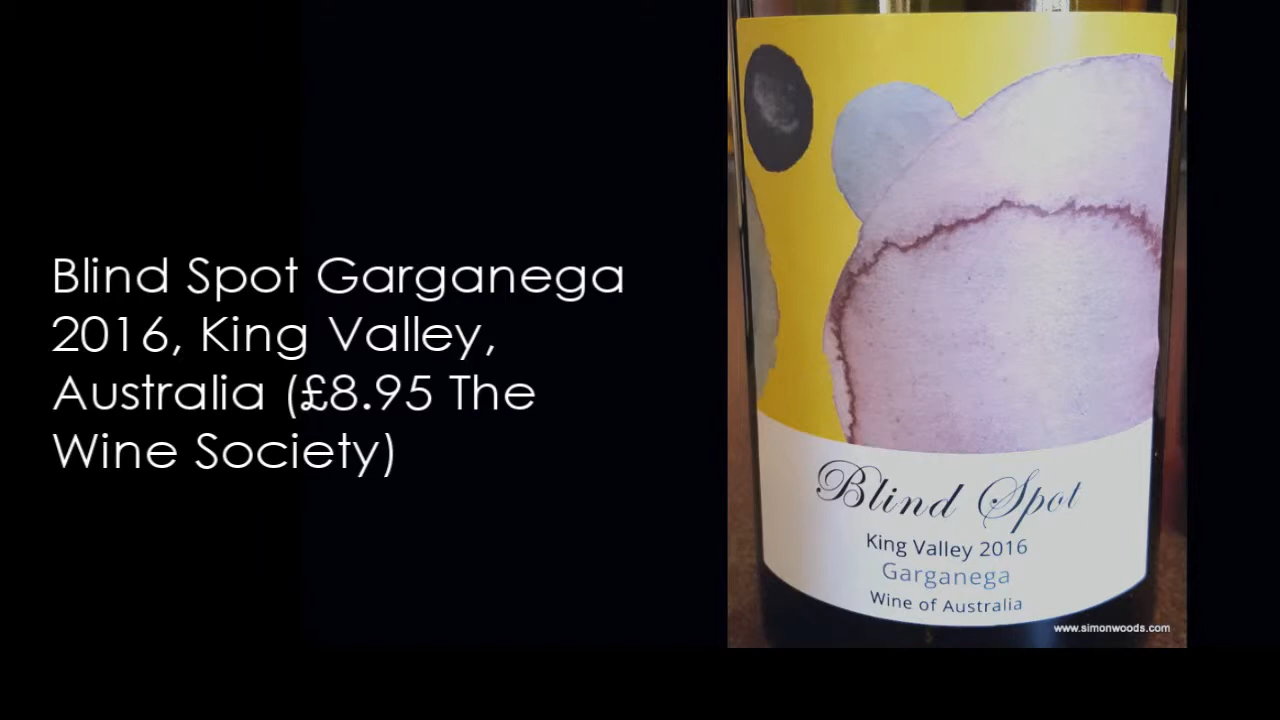 Blind Spot Garganega
2016, King Valley,
Australia (£8.95 The
Wine Society)
Blind Spot
King Valley 2016
Garganega
Wine of Australia
www.simonwoods.com